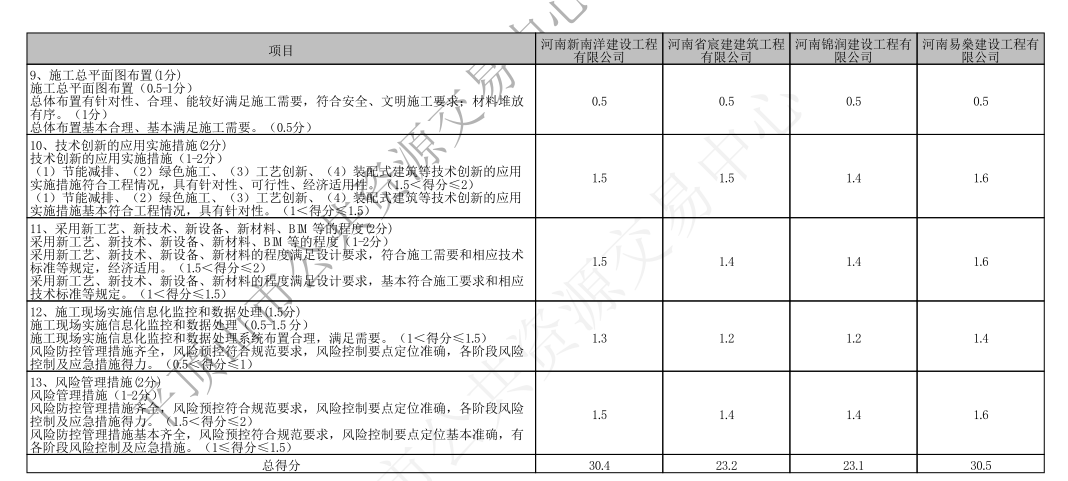 项目
河南新南洋建设工程有限公司
河南省宸建建筑工程有限公司
河南锦润建设工程有限公司
河南易燊建设工程有限公司
9、施工总平面图布置(1分)
施工总平面图布置（0.5-1分）
总体布置有针对性、合理、能较好满足施工需要，符合安全、文明施工要求；材料堆放
有序。（1分）
总体布置基本合理、基本满足施工需要。（0.5分）
0.5
0.5
0.5
0.5
10、技术创新的应用实施措施(2分)
技术创新的应用实施措施（1-2分）
（1）节能减排、（2）绿色施工、（3）工艺创新、（4）装配式建筑等技术创新的应用
实施措施符合工程情况，具有针对性、可行性、经济适用性。（1.5＜得分≤2）
（1）节能减排、（2）绿色施工、（3）工艺创新、（4）装配式建筑等技术创新的应用
实施措施基本符合工程情况，具有针对性。（1＜得分≤1.5）
1.5
1.5
1.4
1.6
11、采用新工艺、新技术、新设备、新材料、BIM 等的程度(2分)
采用新工艺、新技术、新设备、新材料、BIM 等的程度（1-2分）
采用新工艺、新技术、新设备、新材料的程度满足设计要求，符合施工需要和相应技术
标准等规定，经济适用。（1.5＜得分≤2）
采用新工艺、新技术、新设备、新材料的程度满足设计要求，基本符合施工要求和相应
技术标准等规定。（1＜得分≤1.5）
1.5
1.4
1.4
1.6
12、施工现场实施信息化监控和数据处理(1.5分)
施工现场实施信息化监控和数据处理（0.5-1.5 分）
施工现场实施信息化监控和数据处理系统布置合理，满足需要。（1＜得分≤1.5）
风险防控管理措施齐全，风险预控符合规范要求，风险控制要点定位准确，各阶段风险
控制及应急措施得力。（0.5≤得分≤1）
1.3
1.2
1.2
1.4
13、风险管理措施(2分)
风险管理措施（1-2分）
风险防控管理措施齐全，风险预控符合规范要求，风险控制要点定位准确，各阶段风险
控制及应急措施得力。（1.5＜得分≤2）
风险防控管理措施基本齐全，风险预控符合规范要求，风险控制要点定位基本准确，有
各阶段风险控制及应急措施。（1≤得分≤1.5）
1.5
1.4
1.4
1.6
总得分
30.4
23.2
23.1
30.5
平顶山市公共资源交易中心
市公共资源交易中心